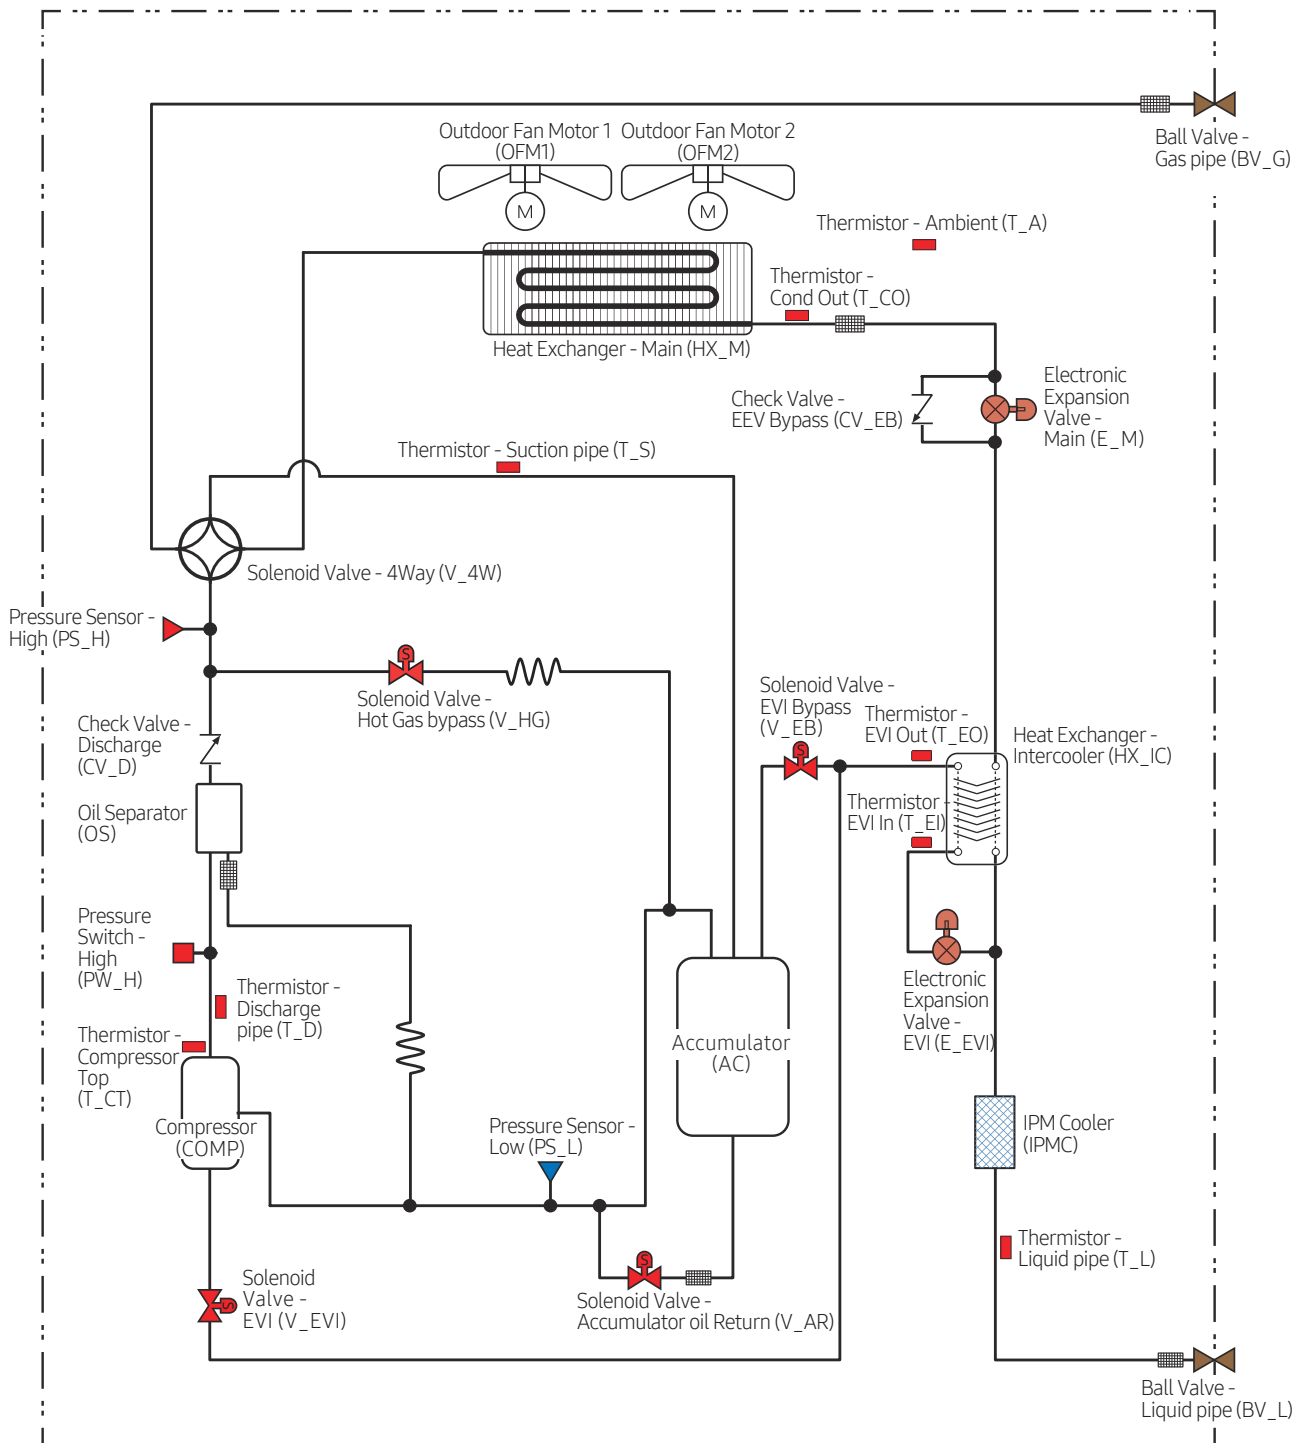 Ball Valve -
Gas pipe (BV_G)
Outdoor Fan Motor 1
(OFM1)
Outdoor Fan Motor 2
(OFM2)
M
M
Thermistor - Ambient (T_A)
Thermistor -
Cond Out (T_CO)
Heat Exchanger - Main (HX_M)
Check Valve -
EEV Bypass (CV_EB)
Electronic
Expansion
Valve -
Main (E_M)
Thermistor - Suction pipe (T_S)
Solenoid Valve - 4Way (V_4W)
Pressure Sensor -
High (PS_H)
S
Solenoid Valve -
Hot Gas bypass (V_HG)
Check Valve -
Discharge
(CV_D)
Solenoid Valve -
EVI Bypass
(V_EB)
S
Thermistor -
EVI Out (T_EO)
Heat Exchanger -
Intercooler (HX_IC)
Oil Separator
(OS)
Thermistor -
EVI In (T_EI)
Pressure
Switch -
High
(PW_H)
Thermistor -
Discharge
pipe (T_D)
Electronic
Expansion
Valve -
EVI (E_EVI)
Thermistor -
Compressor
Top
(T_CT)
Accumulator
(AC)
Compressor
(COMP)
Pressure Sensor -
Low (PS_L)
IPM Cooler
(IPMC)
Thermistor -
Liquid pipe (T_L)
S
Solenoid
Valve -
EVI (V_EVI)
S
Solenoid Valve -
Accumulator oil Return (V_AR)
Ball Valve -
Liquid pipe (BV_L)